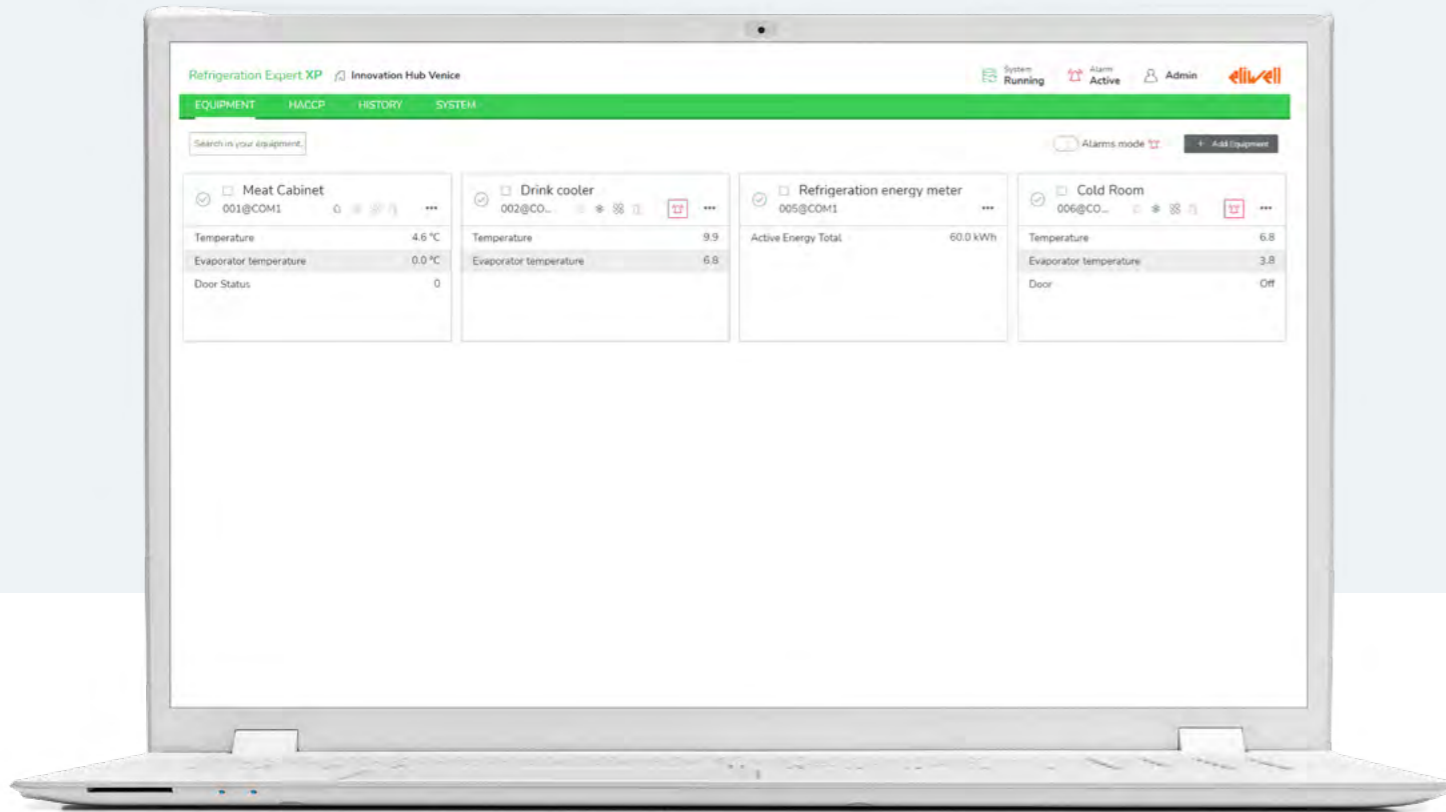 Refrigeration Expert XP Innovation Hub Venice
System Running
Alarm Active
Admin
eliwell
EQUIPMENT HACCP HISTORY SYSTEM
Search in your equipment.
Alarms mode
+ Add Equipment
Meat Cabinet
001@COM1
Temperature 4.6 °C
Evaporator temperature 0.0 °C
Door Status 0
Drink cooler
002@CO...
Temperature 9.9
Evaporator temperature 6.8
Refrigeration energy meter
005@COM1
Active Energy Total 60.0 kWh
Cold Room
006@CO...
Temperature 6.8
Evaporator temperature 3.8
Door Off